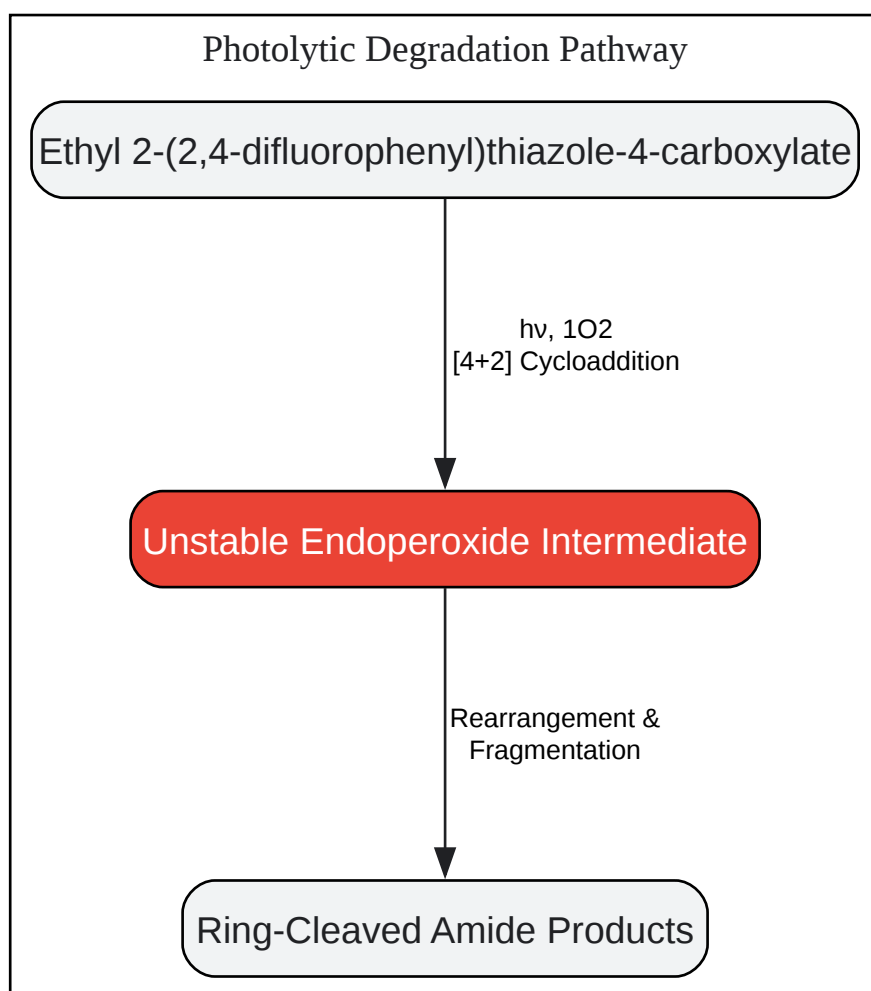 Photolytic Degradation Pathway
Ethyl 2-(2,4-difluorophenyl)thiazole-4-carboxylate
hν, 1O2
[4+2] Cycloaddition
Unstable Endoperoxide Intermediate
Rearrangement &
Fragmentation
Ring-Cleaved Amide Products